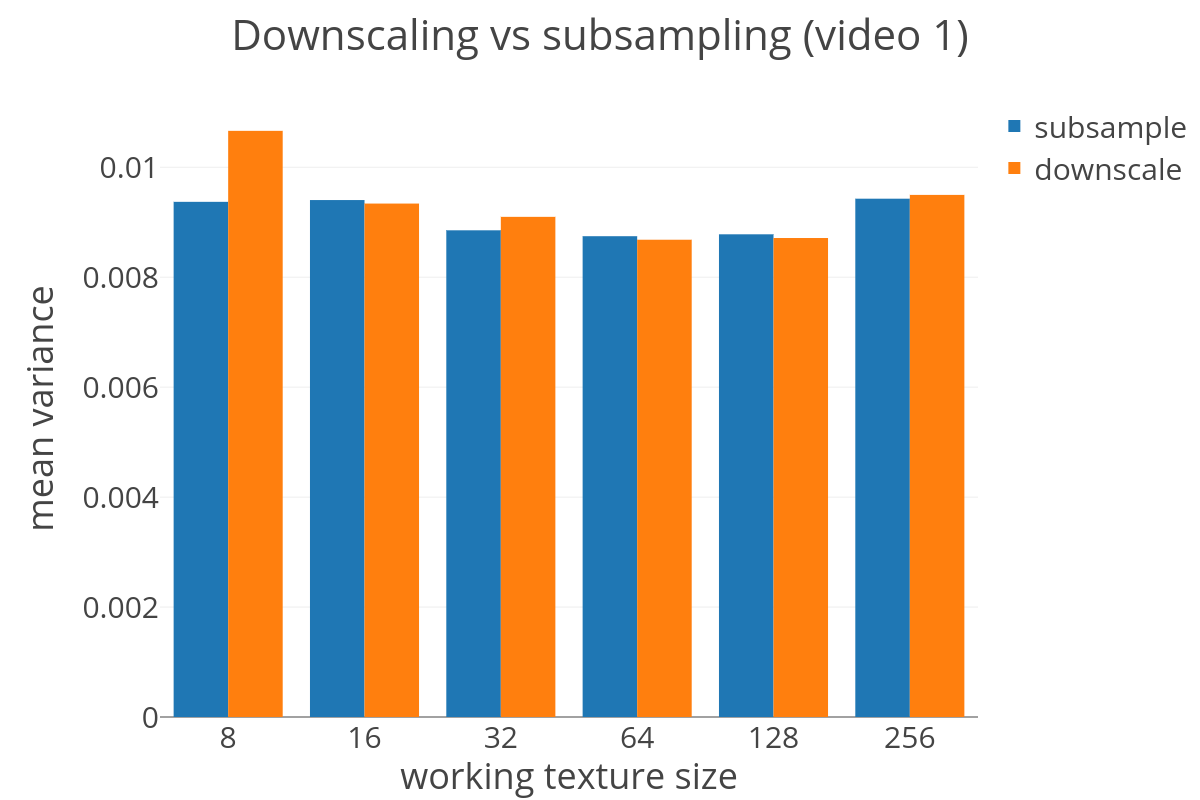 Downscaling vs subsampling (video 1)
subsample
downscale
mean variance
0.01
0.008
0.006
0.004
0.002
0
8 16 32 64 128 256
working texture size